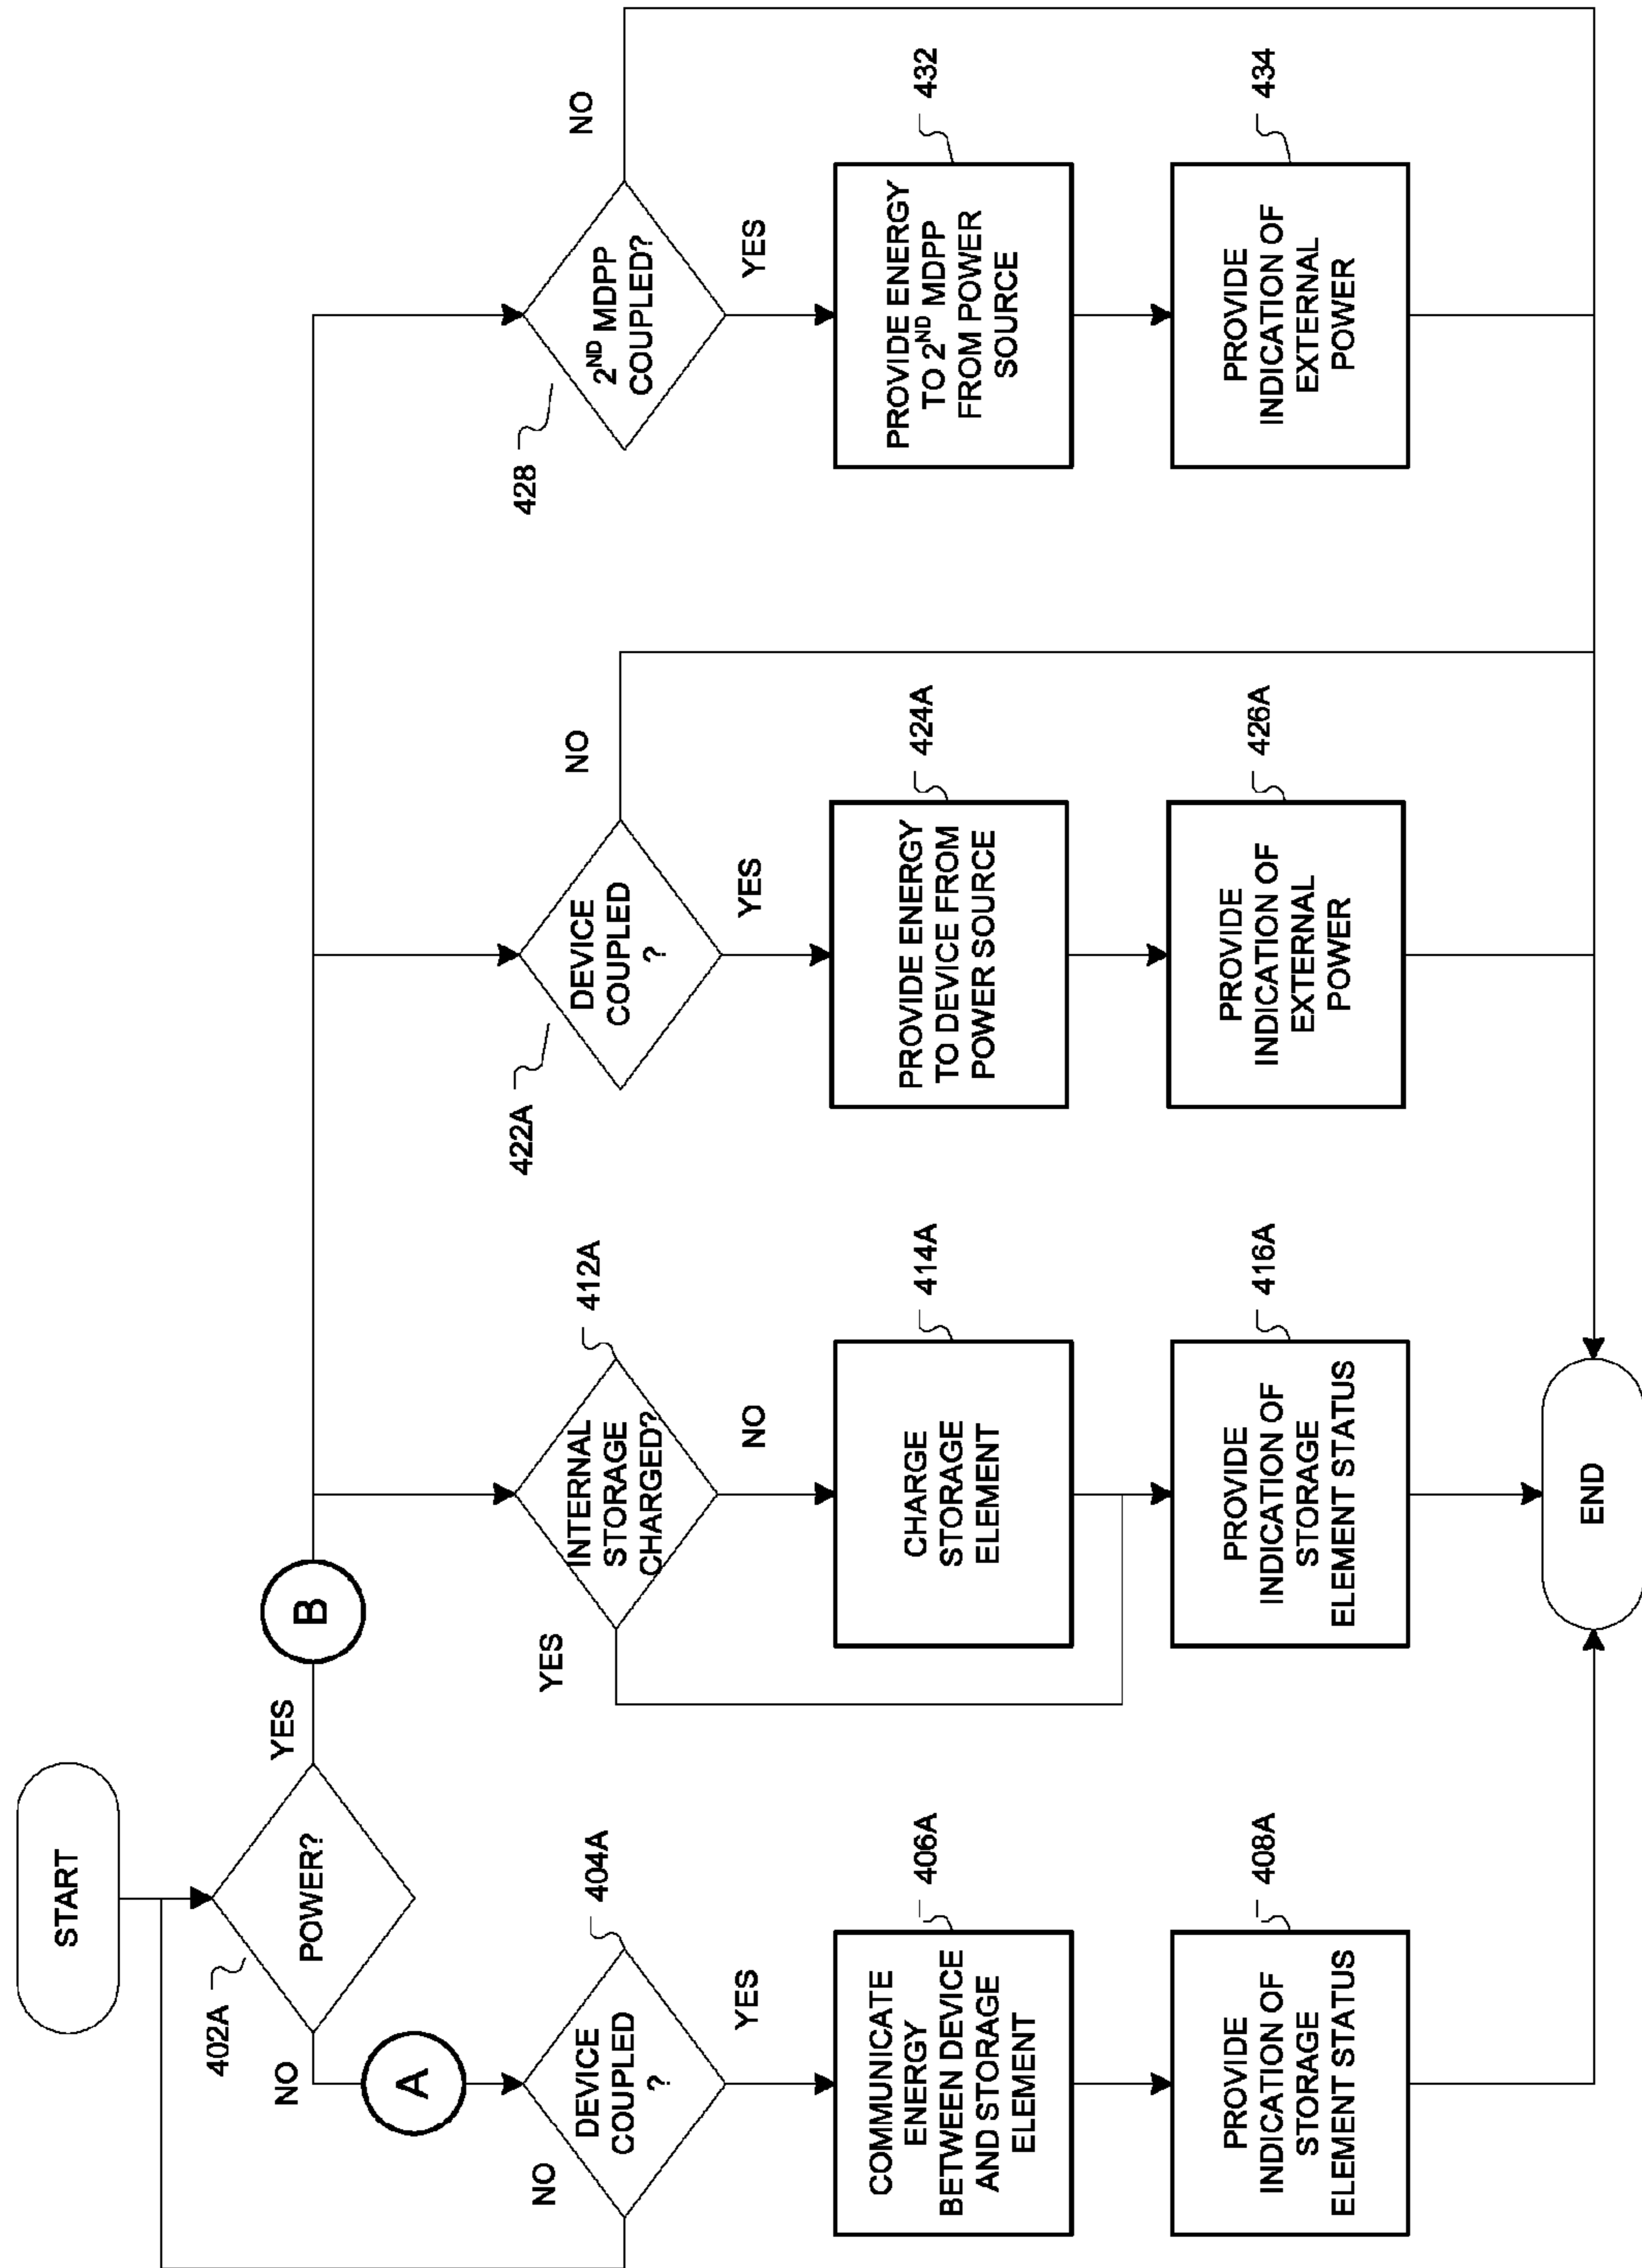 START
402A
POWER?
YES
B
NO
A
404A
DEVICE
COUPLED
?
NO
YES
406A
COMMUNICATE
ENERGY
BETWEEN DEVICE
AND STORAGE
ELEMENT
408A
PROVIDE
INDICATION OF
STORAGE
ELEMENT STATUS
412A
INTERNAL
STORAGE
CHARGED?
YES
NO
414A
CHARGE
STORAGE
ELEMENT
416A
PROVIDE
INDICATION OF
STORAGE
ELEMENT STATUS
422A
DEVICE
COUPLED
?
NO
YES
424A
PROVIDE ENERGY
TO DEVICE FROM
POWER SOURCE
426A
PROVIDE
INDICATION OF
EXTERNAL
POWER
428
2ND MDPP
COUPLED?
NO
YES
432
PROVIDE ENERGY
TO 2ND MDPP
FROM POWER
SOURCE
434
PROVIDE
INDICATION OF
EXTERNAL
POWER
END